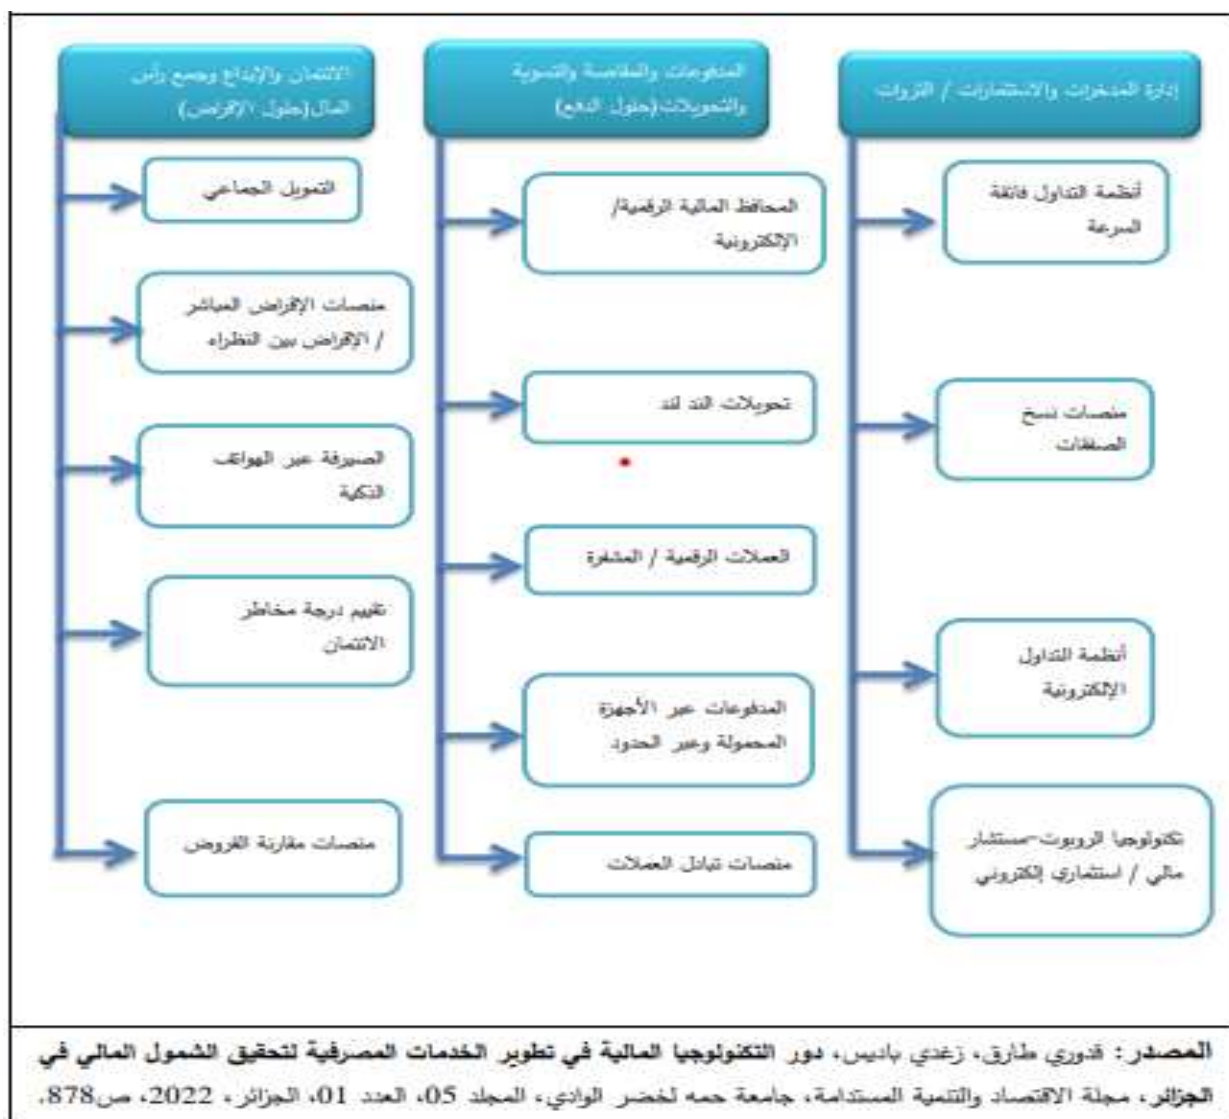 إدارة المدخرات والاستثمارات / الثروات
أنظمة التداول فائقة
السرعة
منصات نسخ
الصفقات
أنظمة التداول
الإلكترونية
تكنولوجيا الروبوت-مستشار
مالي / استثماري إلكتروني
المدفوعات والمقاصة والتسوية
والتحويلات(حلول الدفع)
المحافظ المالية الرقمية/
الإلكترونية
تحويلات الند لند
العملات الرقمية / المشفرة
المدفوعات عبر الأجهزة
المحمولة وعبر الحدود
منصات تبادل العملات
الائتمان والإيداع وجمع رأس
المال(حلول الإقراض)
التمويل الجماعي
منصات الإقراض المباشر
/ الإقراض بين النظراء
الصيرفة عبر الهواتف
الذكية
تقييم درجة مخاطر
الائتمان
منصات مقارنة القروض
المصدر: قدوري طارق، زغدي باديس، دور التكنولوجيا المالية في تطوير الخدمات المصرفية لتحقيق الشمول المالي في
الجزائر، مجلة الاقتصاد والتنمية المستدامة، جامعة حمه لخضر الوادي، المجلد 05، العدد 01، الجزائر، 2022، ص878.